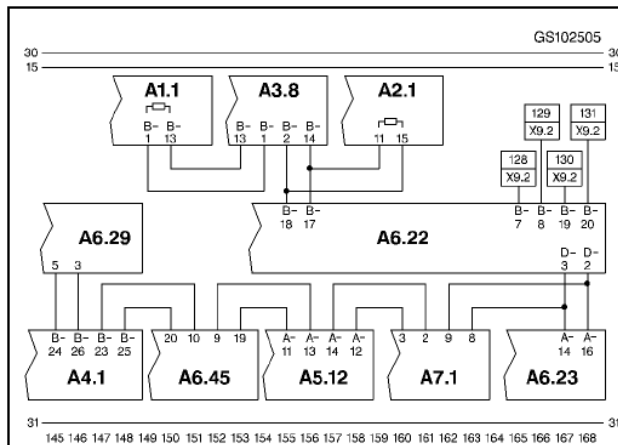 GS102505
30 30
15 15
A1.1 A3.8 A2.1
B- B- B- B- B- B-
1 13 13 1 2 14 11 15
129 131
X9.2 X9.2
128 130
X9.2 X9.2
B- B- B- B- B- B-
18 17 7 8 19 20
A6.29 A6.22
5 3
D- D-
3 2
B- B- B- B- 20 10 9 19 A- A- A- A- 3 2 9 8 A- A-
24 26 23 25 11 13 14 12 14 16
A4.1 A6.45 A5.12 A7.1 A6.23
31 31
145 146 147 148 149 150 151 152 153 154 155 156 157 158 159 160 161 162 163 164 165 166 167 168